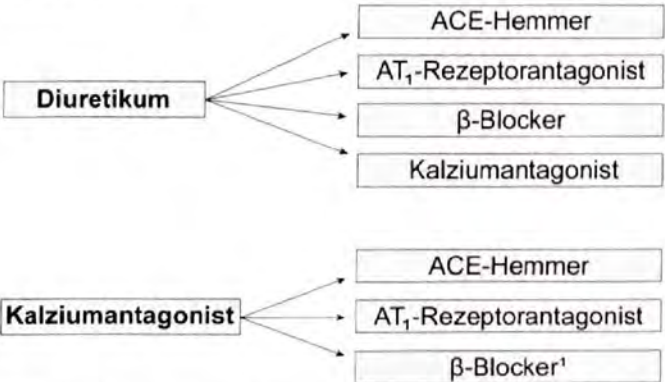 ACE-Hemmer
AT₁-Rezeptorantagonist
Diuretikum
β-Blocker
Kalziumantagonist
ACE-Hemmer
Kalziumantagonist
AT₁-Rezeptorantagonist
β-Blocker¹